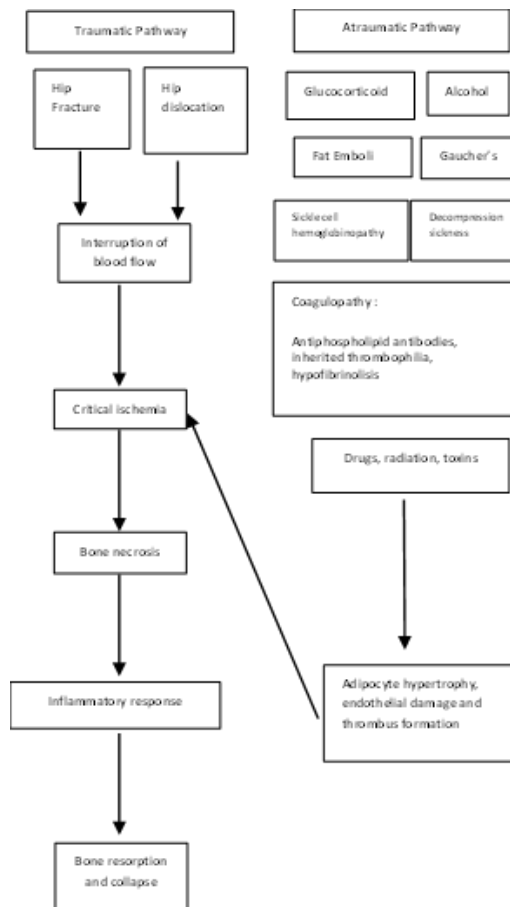 Traumatic Pathway
Hip
Fracture
Hip
dislocation
Interruption of
blood flow
Critical ischemia
Bone necrosis
Inflammatory response
Bone resorption
and collapse
Atraumatic Pathway
Glucocorticoid
Alcohol
Fat Emboli
Gaucher's
Sickle cell
hemoglobinopathy
Decompression
sickness
Coagulopathy :
Antiphospholipid antibodies,
inherited thrombophilia,
hypofibrinolisis
Drugs, radiation, toxins
Adipocyte hypertrophy,
endothelial damage and
thrombus formation